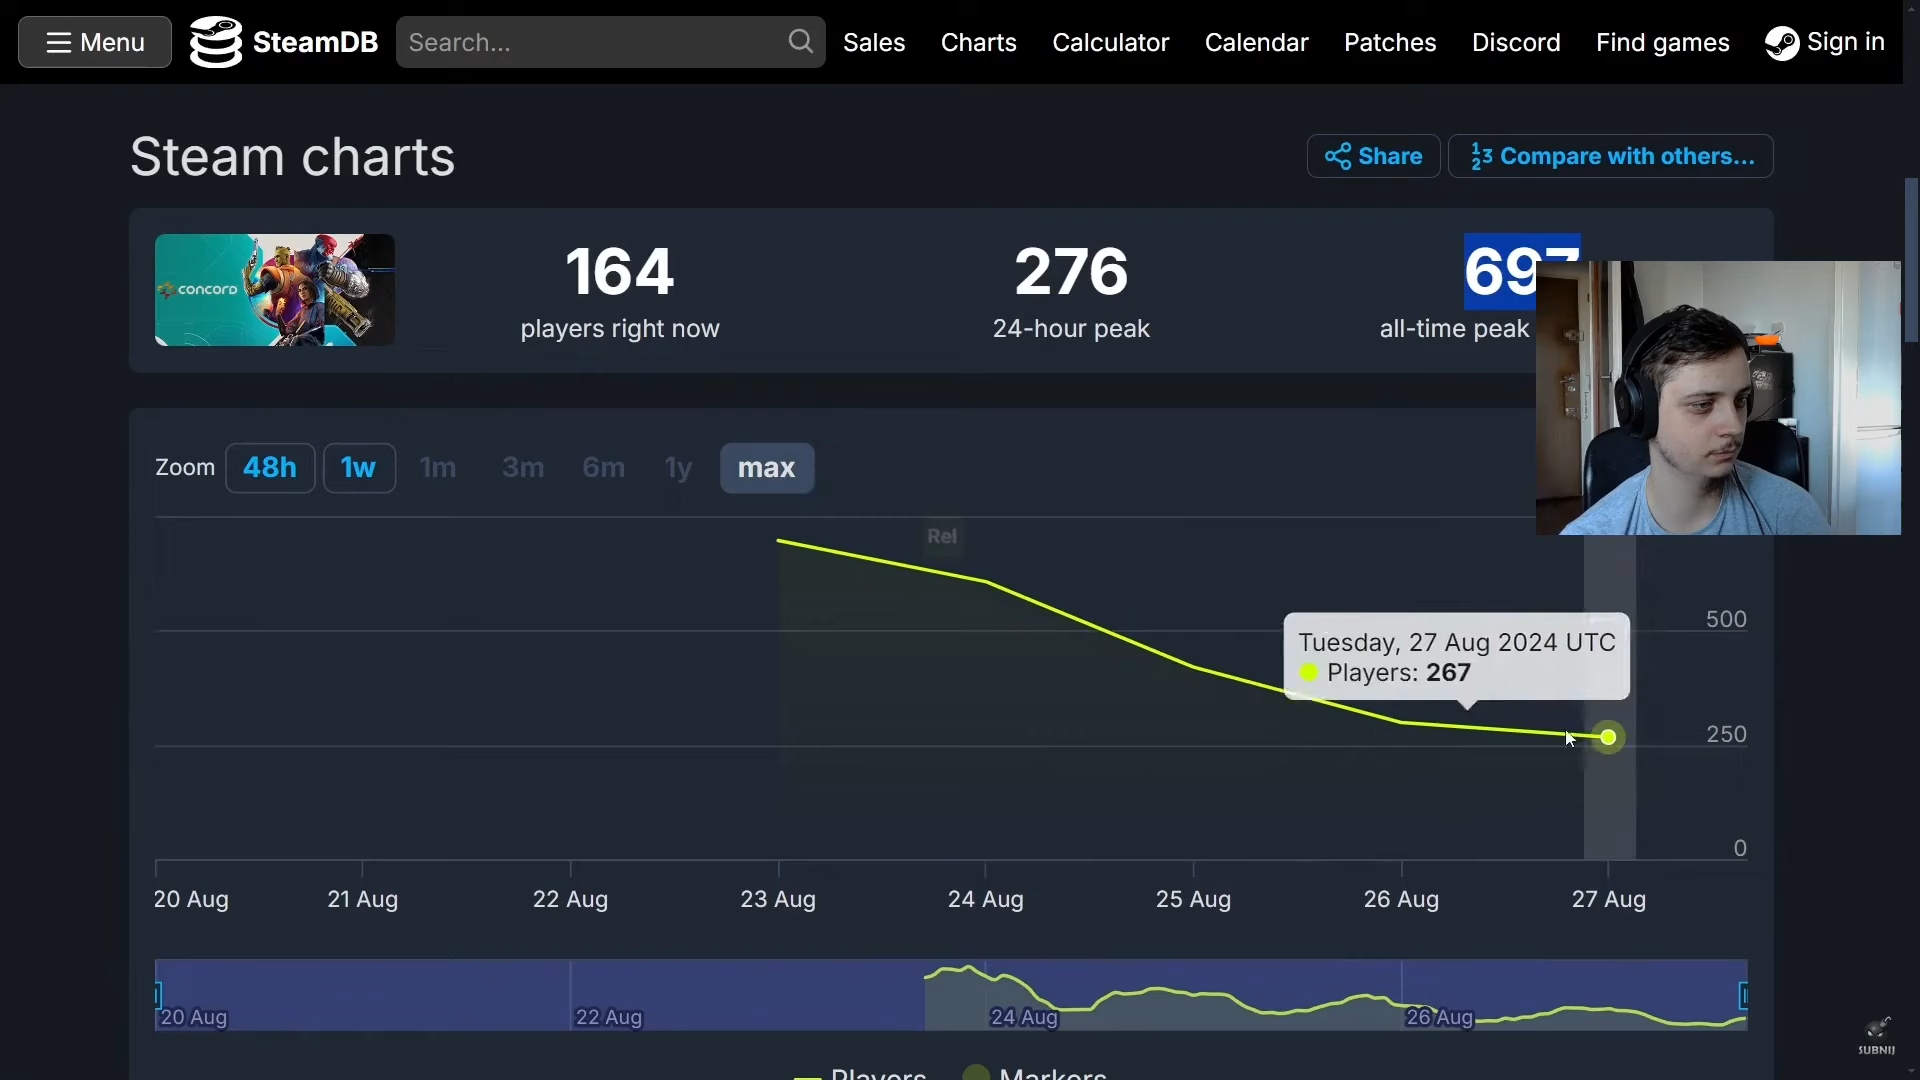 Menu
SteamDB
Search...
Sales
Charts
Calculator
Calendar
Patches
Discord
Find games
Sign in
Steam charts
Share
Compare with others...
concord
164
players right now
276
24-hour peak
697
all-time peak
Zoom
48h
1w
1m
3m
6m
1y
max
Rel
Tuesday, 27 Aug 2024 UTC
Players: 267
500
250
0
20 Aug
21 Aug
22 Aug
23 Aug
24 Aug
25 Aug
26 Aug
27 Aug
20 Aug
22 Aug
24 Aug
26 Aug
Players
Markers
SUBNIJ